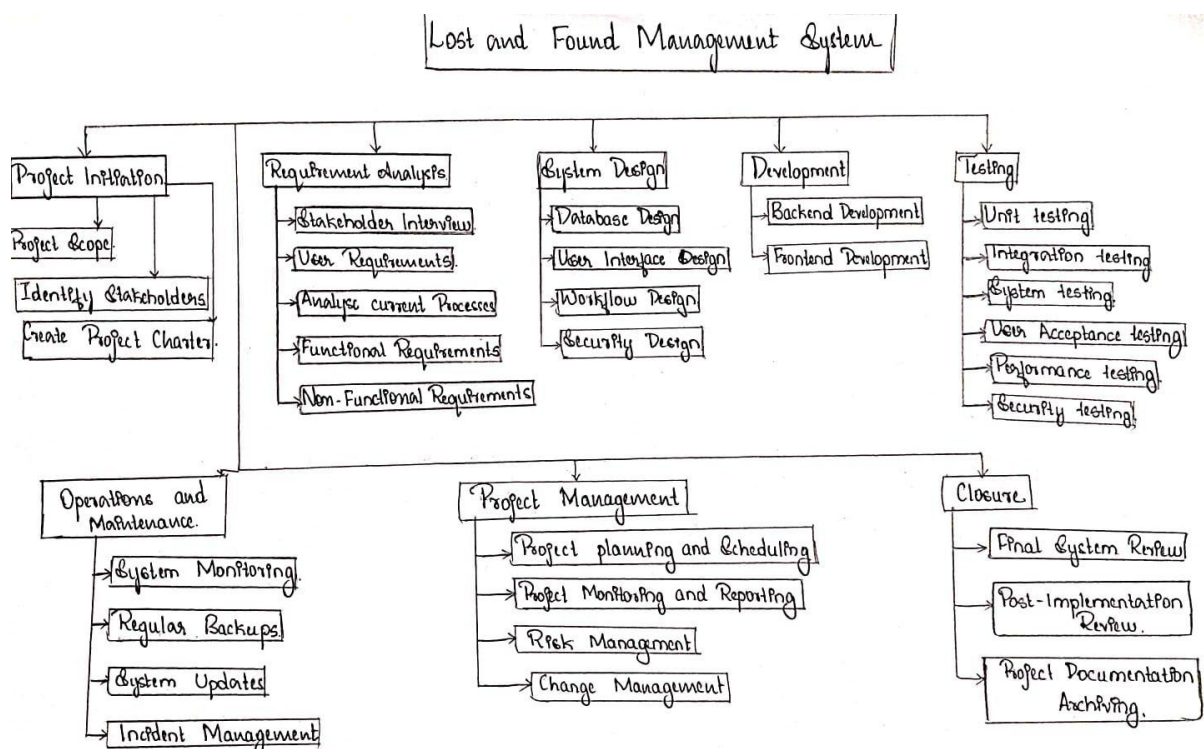 Lost and Found Management System
Project Initiation
Project Scope.
Identify Stakeholders
Create Project Charter.
Requirement Analysis
Stakeholder Interview
User Requirements
Analyse current Processes
Functional Requirements
Non-Functional Requirements
System Design
Database Design
User Interface Design
Workflow Design
Security Design
Development
Backend Development
Frontend Development
Testing
Unit testing
Integration testing
System testing
User Acceptance testing
Performance testing
Security testing
Operations and
Maintenance.
System Monitoring.
Regular Backups
System Updates
Incident Management
Project Management
Project planning and Scheduling
Project Monitoring and Reporting
Risk Management
Change Management
Closure
Final System Review
Post-Implementation
Review.
Project Documentation
Archiving.